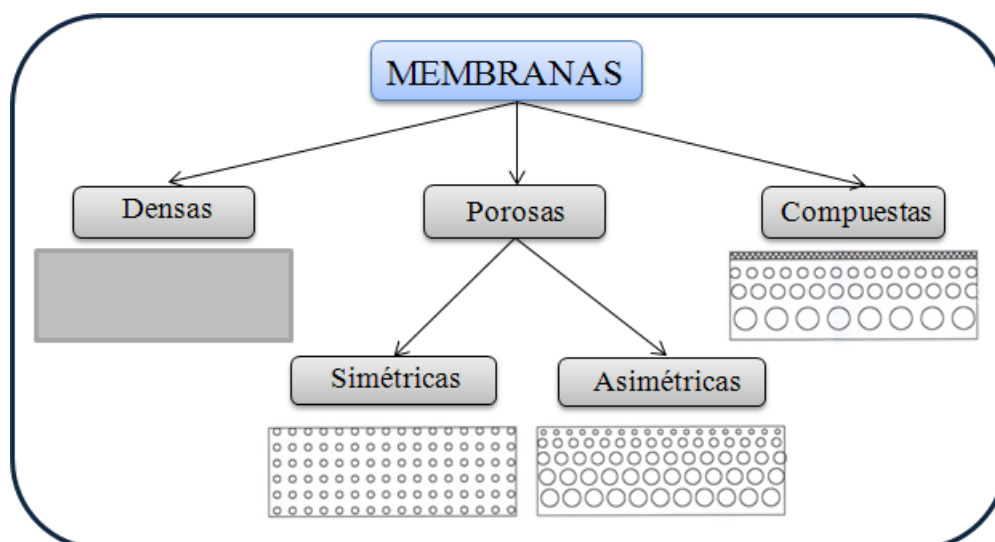 MEMBRANAS
Densas
Porosas
Compuestas
Simétricas
Asimétricas